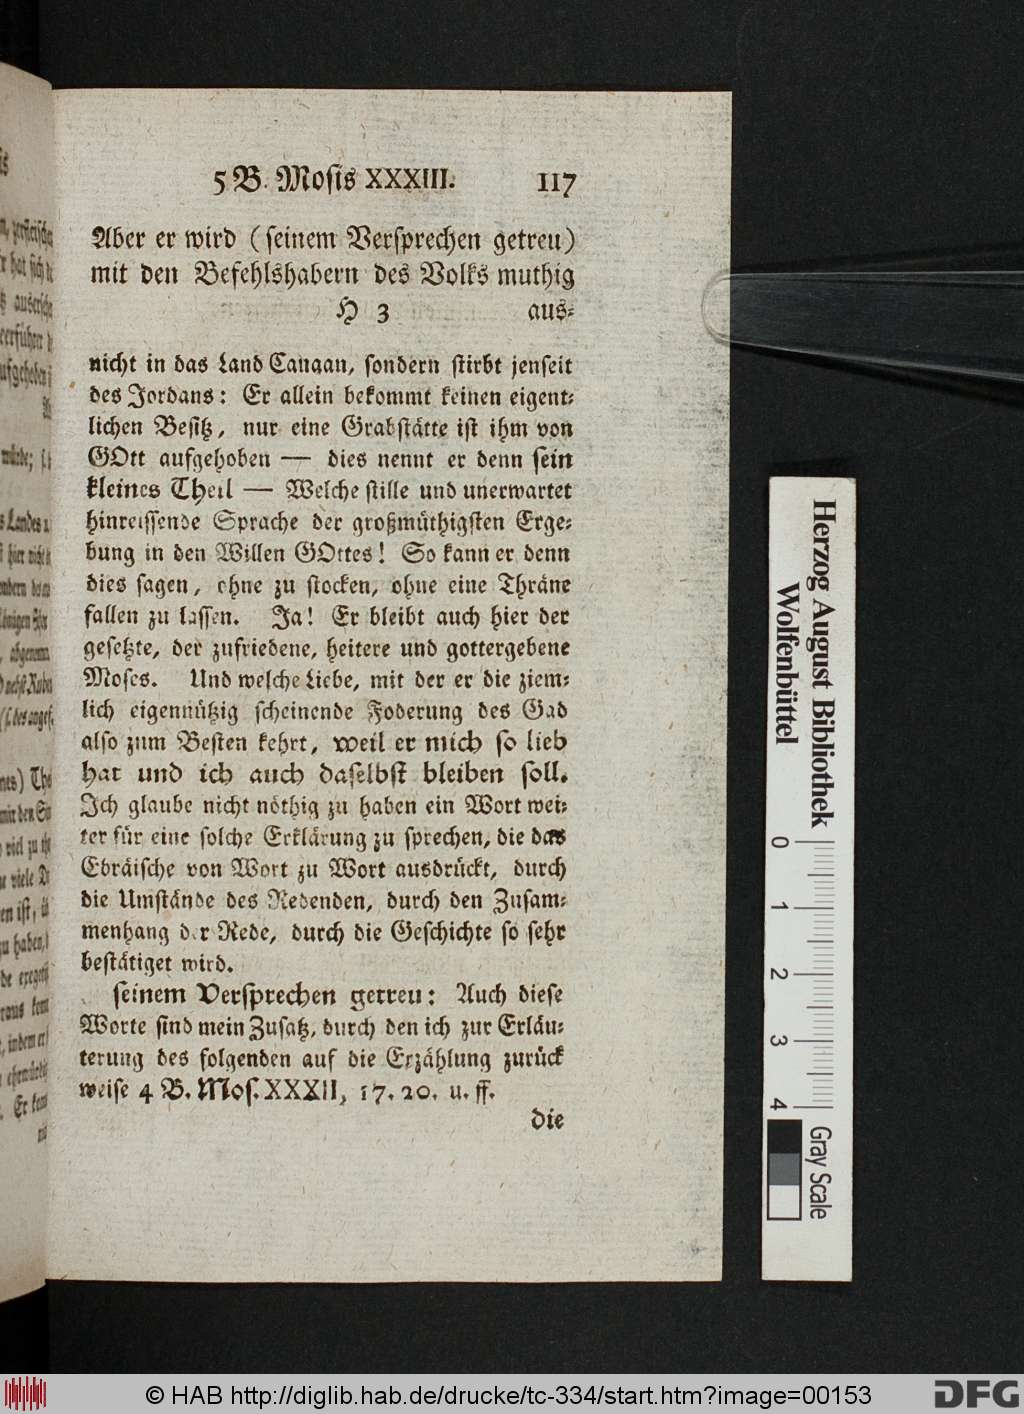 5 B. Mosis XXXIII. 117
Aber er wird (seinem Versprechen getreu)
mit den Befehlshabern des Volks muthig
H 3 aus-
nicht in das Land Canaan, sondern stirbt jenseit
des Jordans: Er allein bekommt keinen eigent-
lichen Besitz, nur eine Grabstätte ist ihm von
GOtt aufgehoben — dies nennt er denn sein
kleines Theil — Welche stille und unerwartet
hinreissende Sprache der großmüthigsten Erge-
bung in den Willen GOttes! So kann er denn
dies sagen, ohne zu stocken, ohne eine Thräne
fallen zu lassen. Ja! Er bleibt auch hier der
gesetzte, der zufriedene, heitere und gottergebene
Moses. Und welche Liebe, mit der er die ziem-
lich eigennützig scheinende Foderung des Gad
also zum Besten kehrt, weil er mich so lieb
hat und ich auch daselbst bleiben soll.
Ich glaube nicht nöthig zu haben ein Wort wei-
ter für eine solche Erklärung zu sprechen, die das
Ebräische von Wort zu Wort ausdrückt, durch
die Umstände des Redenden, durch den Zusam-
menhang der Rede, durch die Geschichte so sehr
bestätiget wird.
seinem Versprechen getreu: Auch diese
Worte sind mein Zusatz, durch den ich zur Erläu-
terung des folgenden auf die Erzählung zurück
weise 4 B. Mos. XXXII, 17. 20. u. ff.
die
Herzog August Bibliothek
Wolfenbüttel
0 1 2 3 4
Gray Scale
© HAB http://diglib.hab.de/drucke/tc-334/start.htm?image=00153
DFG